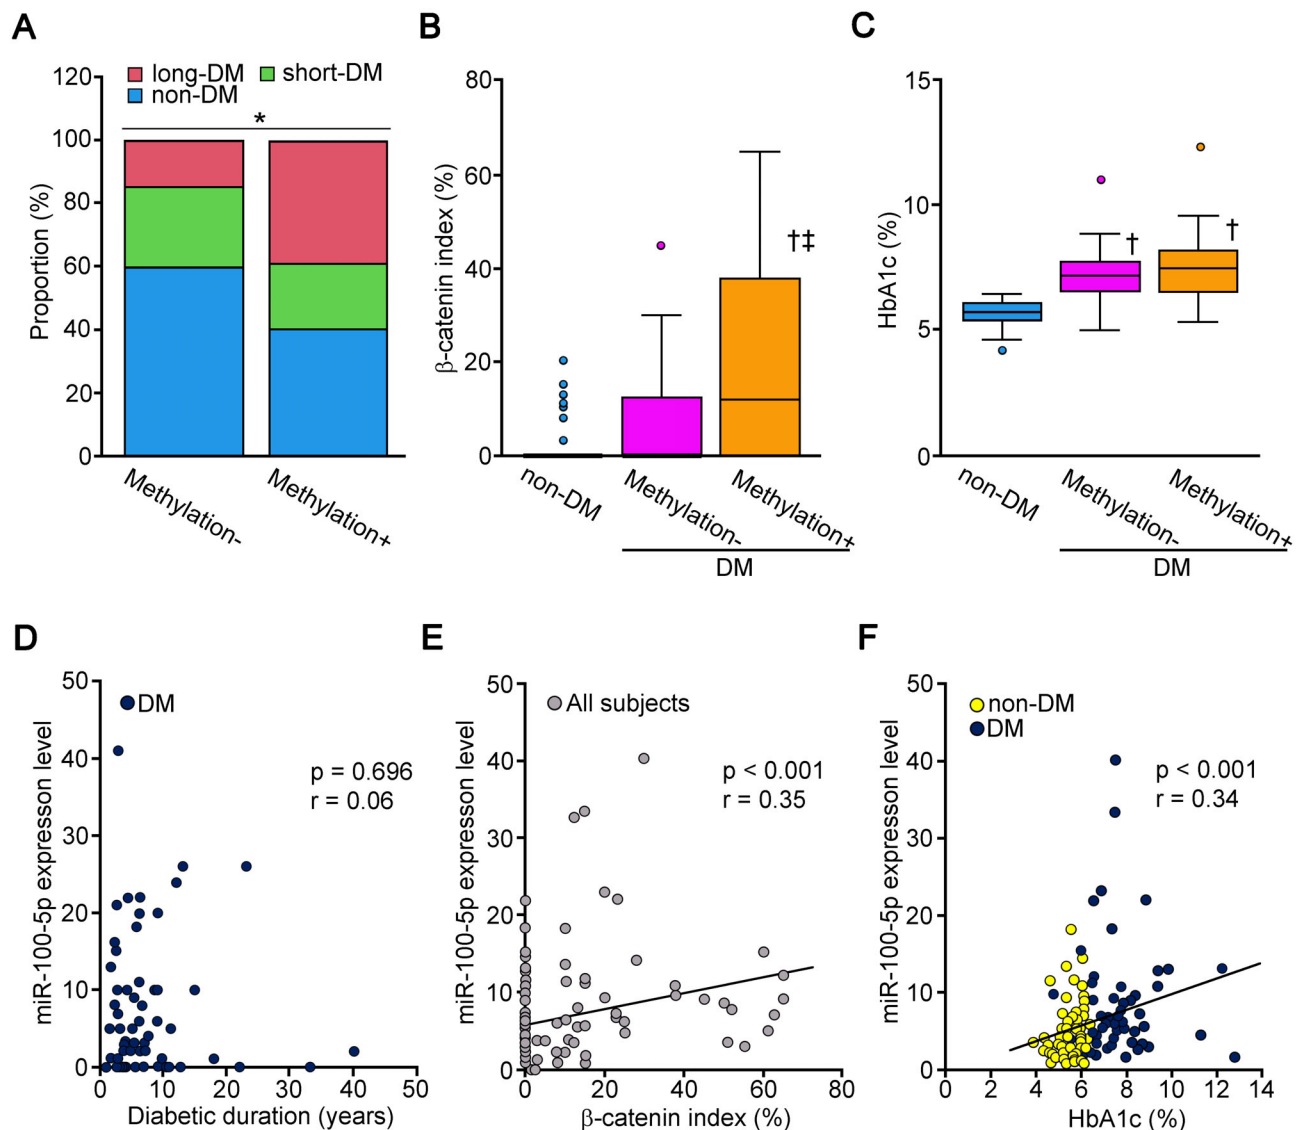 A
long-DM
short-DM
non-DM
*
Proportion (%)
120
100
80
60
40
20
0
Methylation-
Methylation+
B
β-catenin index (%)
80
60
40
20
0
†‡
non-DM
Methylation-
Methylation+
DM
C
HbA1c (%)
15
10
5
0
†
†
non-DM
Methylation-
Methylation+
DM
D
miR-100-5p expresson level
50
40
30
20
10
0
DM
p = 0.696
r = 0.06
0 10 20 30 40 50
Diabetic duration (years)
E
miR-100-5p expresson level
50
40
30
20
10
0
All subjects
p < 0.001
r = 0.35
0 20 40 60 80
β-catenin index (%)
F
miR-100-5p expresson level
50
40
30
20
10
0
non-DM
DM
p < 0.001
r = 0.34
0 2 4 6 8 10 12 14
HbA1c (%)